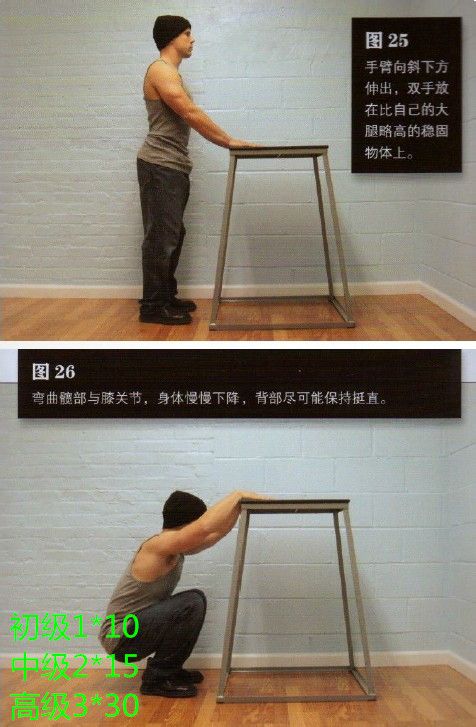 图 25
手臂向斜下方
伸出，双手放
在比自己的大
腿略高的稳固
物体上。
图 26
弯曲髋部与膝关节，身体慢慢下降，背部尽可能保持挺直。
初级1*10
中级2*15
高级3*30